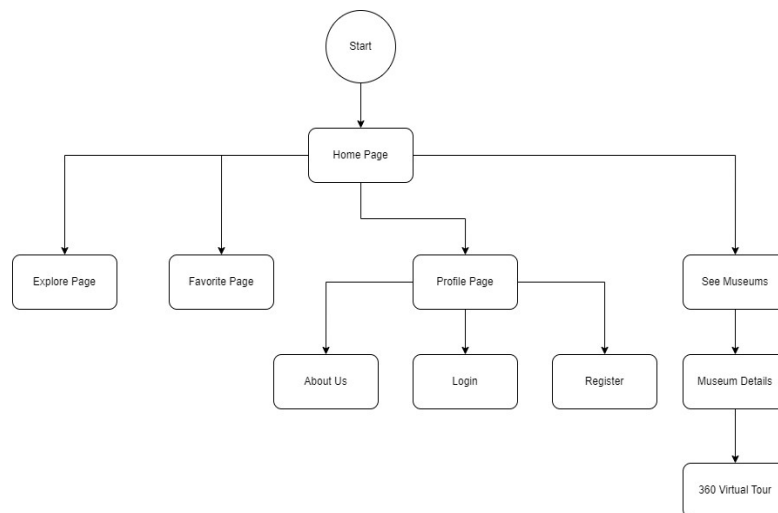 Start
Home Page
Explore Page
Favorite Page
Profile Page
See Museums
About Us
Login
Register
Museum Details
360 Virtual Tour